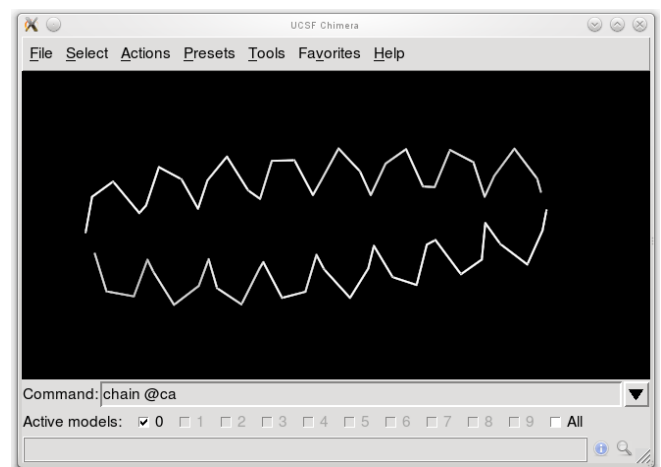 UCSF Chimera
File Select Actions Presets Tools Favorites Help
Command: chain @ca
Active models: 0 1 2 3 4 5 6 7 8 9 All